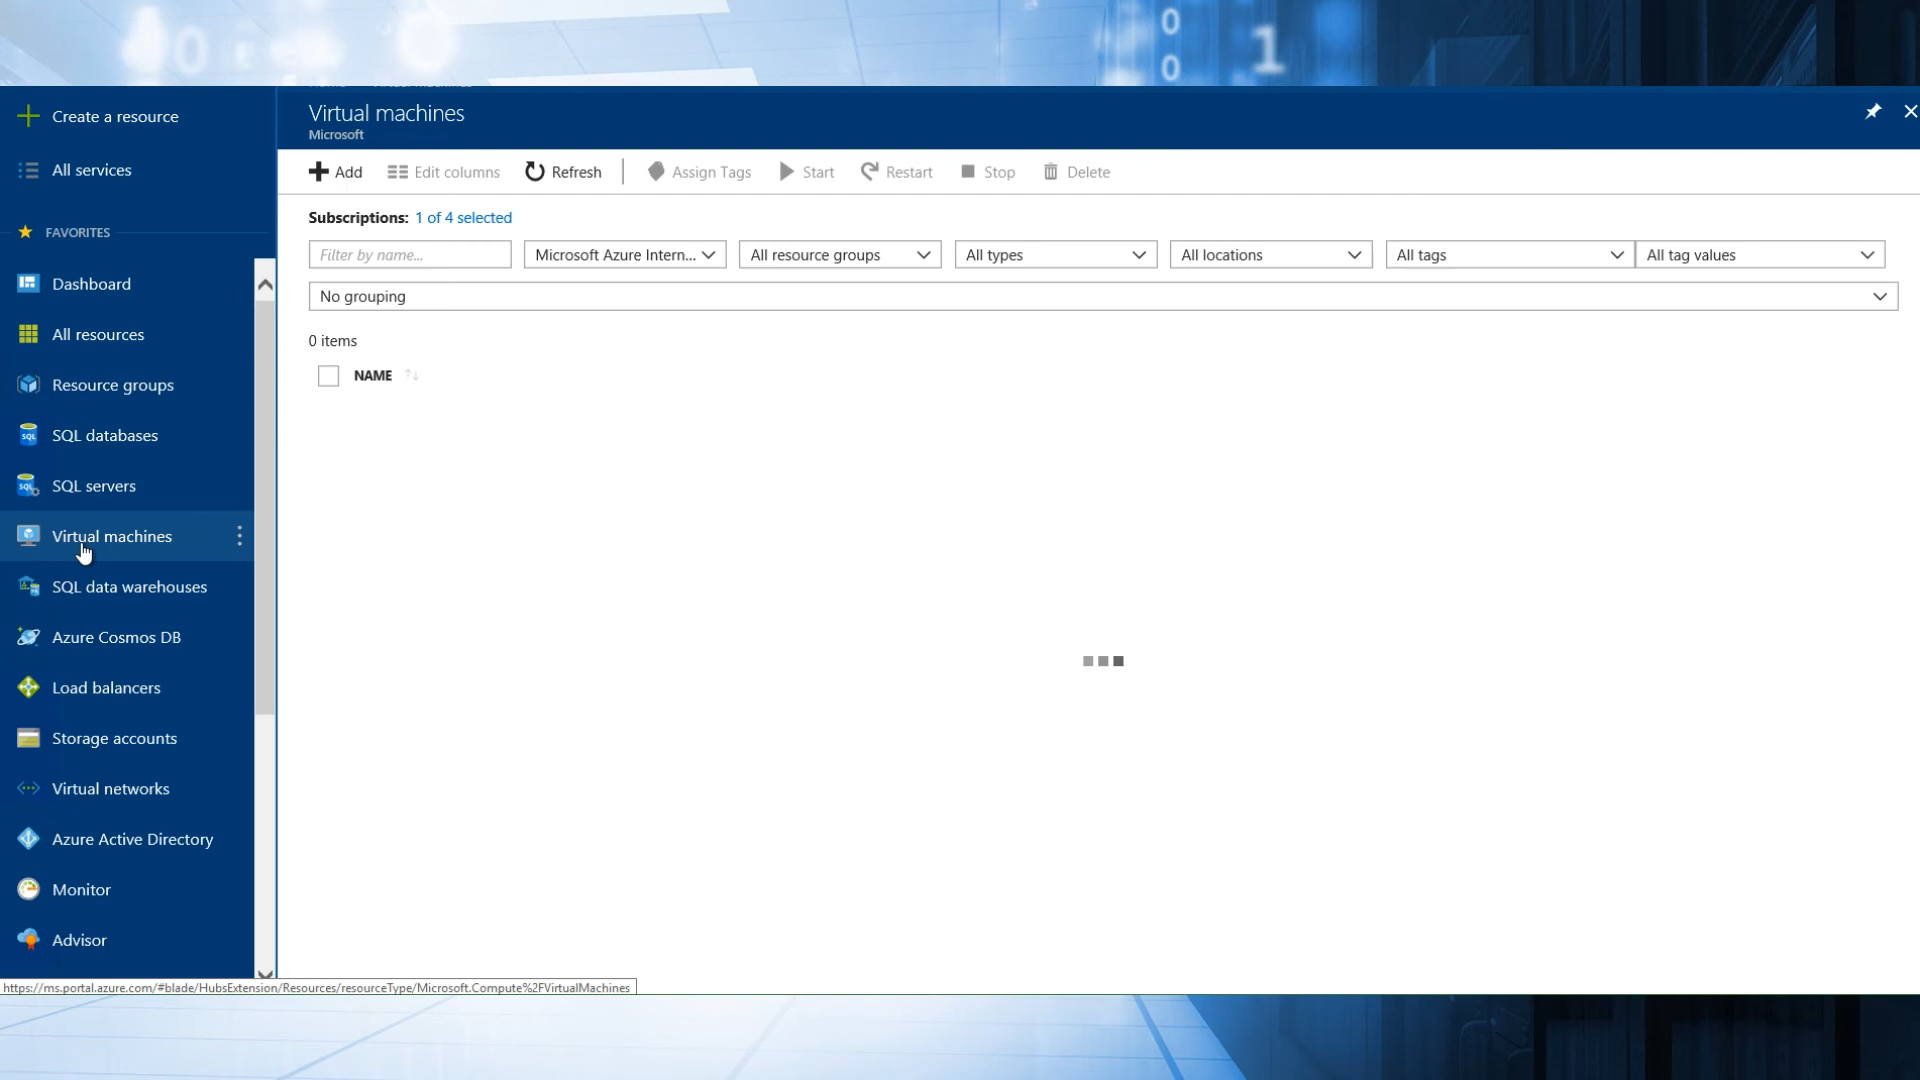 Create a resource
All services
FAVORITES
Dashboard
All resources
Resource groups
SQL databases
SQL servers
Virtual machines
SQL data warehouses
Azure Cosmos DB
Load balancers
Storage accounts
Virtual networks
Azure Active Directory
Monitor
Advisor
Virtual machines
Microsoft
Add Edit columns Refresh Assign Tags Start Restart Stop Delete
Subscriptions: 1 of 4 selected
Filter by name... Microsoft Azure Intern... All resource groups All types All locations All tags All tag values
No grouping
0 items
NAME
https://ms.portal.azure.com/#blade/HubsExtension/Resources/resourceType/Microsoft.Compute%2FVirtualMachines